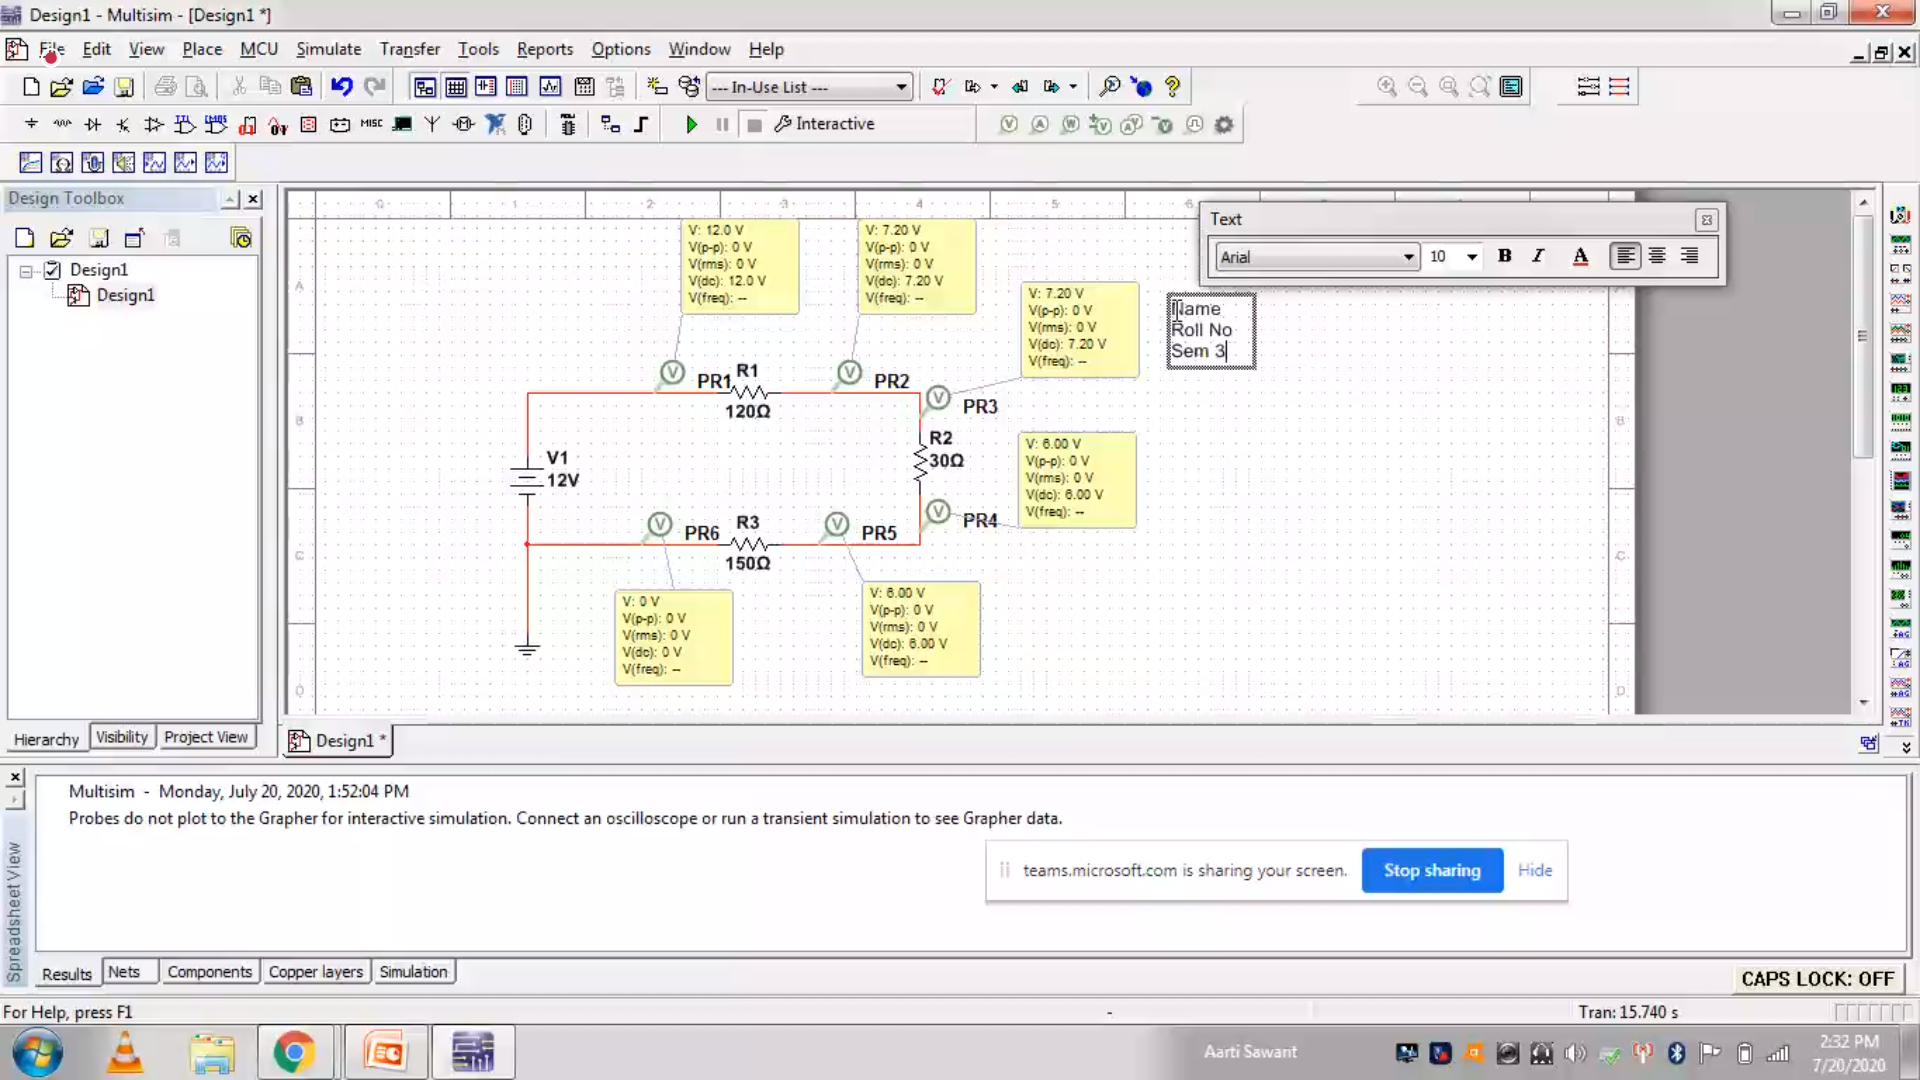 Design1 - Multisim - [Design1 *]
File Edit View Place MCU Simulate Transfer Tools Reports Options Window Help
--- In-Use List ---
MISC Interactive
Design Toolbox
Design1
Design1
Hierarchy Visibility Project View
0 1 2 3 4 5 6
A
B
C
D
V: 12.0 V
V(p-p): 0 V
V(rms): 0 V
V(dc): 12.0 V
V(freq): --
V: 7.20 V
V(p-p): 0 V
V(rms): 0 V
V(dc): 7.20 V
V(freq): --
V: 7.20 V
V(p-p): 0 V
V(rms): 0 V
V(dc): 7.20 V
V(freq): --
Text
Arial 10 B I A
Name
Roll No
Sem 3
PR1 R1 PR2
120Ω
PR3
R2
30Ω
V: 6.00 V
V(p-p): 0 V
V(rms): 0 V
V(dc): 6.00 V
V(freq): --
V1
12V
PR4
PR6 R3 PR5
150Ω
V: 0 V
V(p-p): 0 V
V(rms): 0 V
V(dc): 0 V
V(freq): --
V: 6.00 V
V(p-p): 0 V
V(rms): 0 V
V(dc): 6.00 V
V(freq): --
B
C
D
Design1 *
Multisim - Monday, July 20, 2020, 1:52:04 PM
Probes do not plot to the Grapher for interactive simulation. Connect an oscilloscope or run a transient simulation to see Grapher data.
teams.microsoft.com is sharing your screen. Stop sharing Hide
Spreadsheet View
Results Nets Components Copper layers Simulation
CAPS LOCK: OFF
For Help, press F1 - Tran: 15.740 s
Aarti Sawant
2:32 PM
7/20/2020